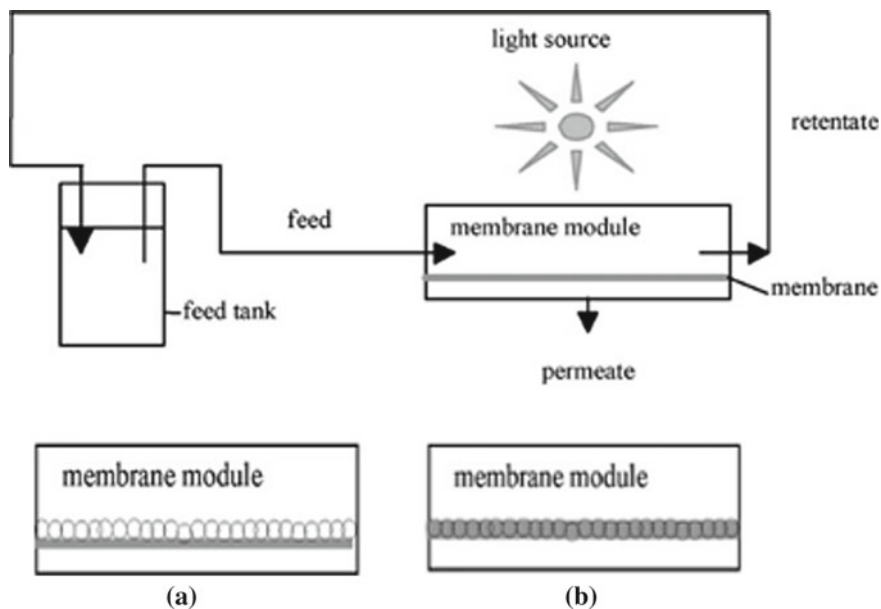 light source
retentate
feed
membrane module
membrane
feed tank
permeate
membrane module
membrane module
(a)
(b)